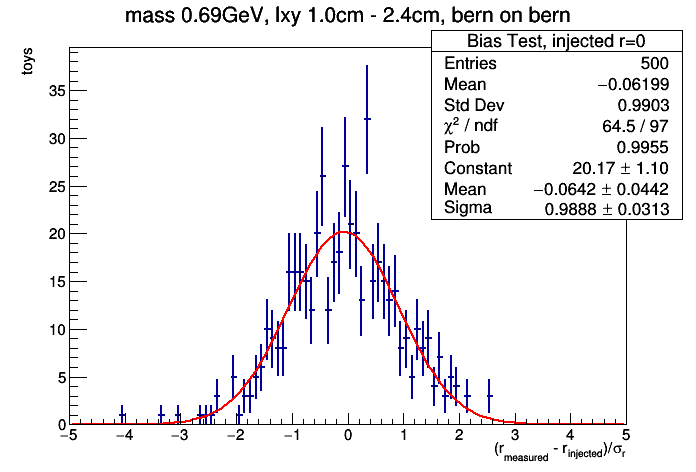 mass 0.69GeV, lxy 1.0cm - 2.4cm, bern on bern
Bias Test, injected r=0
Entries 500
Mean −0.06199
Std Dev 0.9903
χ² / ndf 64.5 / 97
Prob 0.9955
Constant 20.17 ± 1.10
Mean −0.0642 ± 0.0442
Sigma 0.9888 ± 0.0313
toys
35
30
25
20
15
10
5
0
−5 −4 −3 −2 −1 0 1 2 3 4 5
(r_measured - r_injected)/σ_r